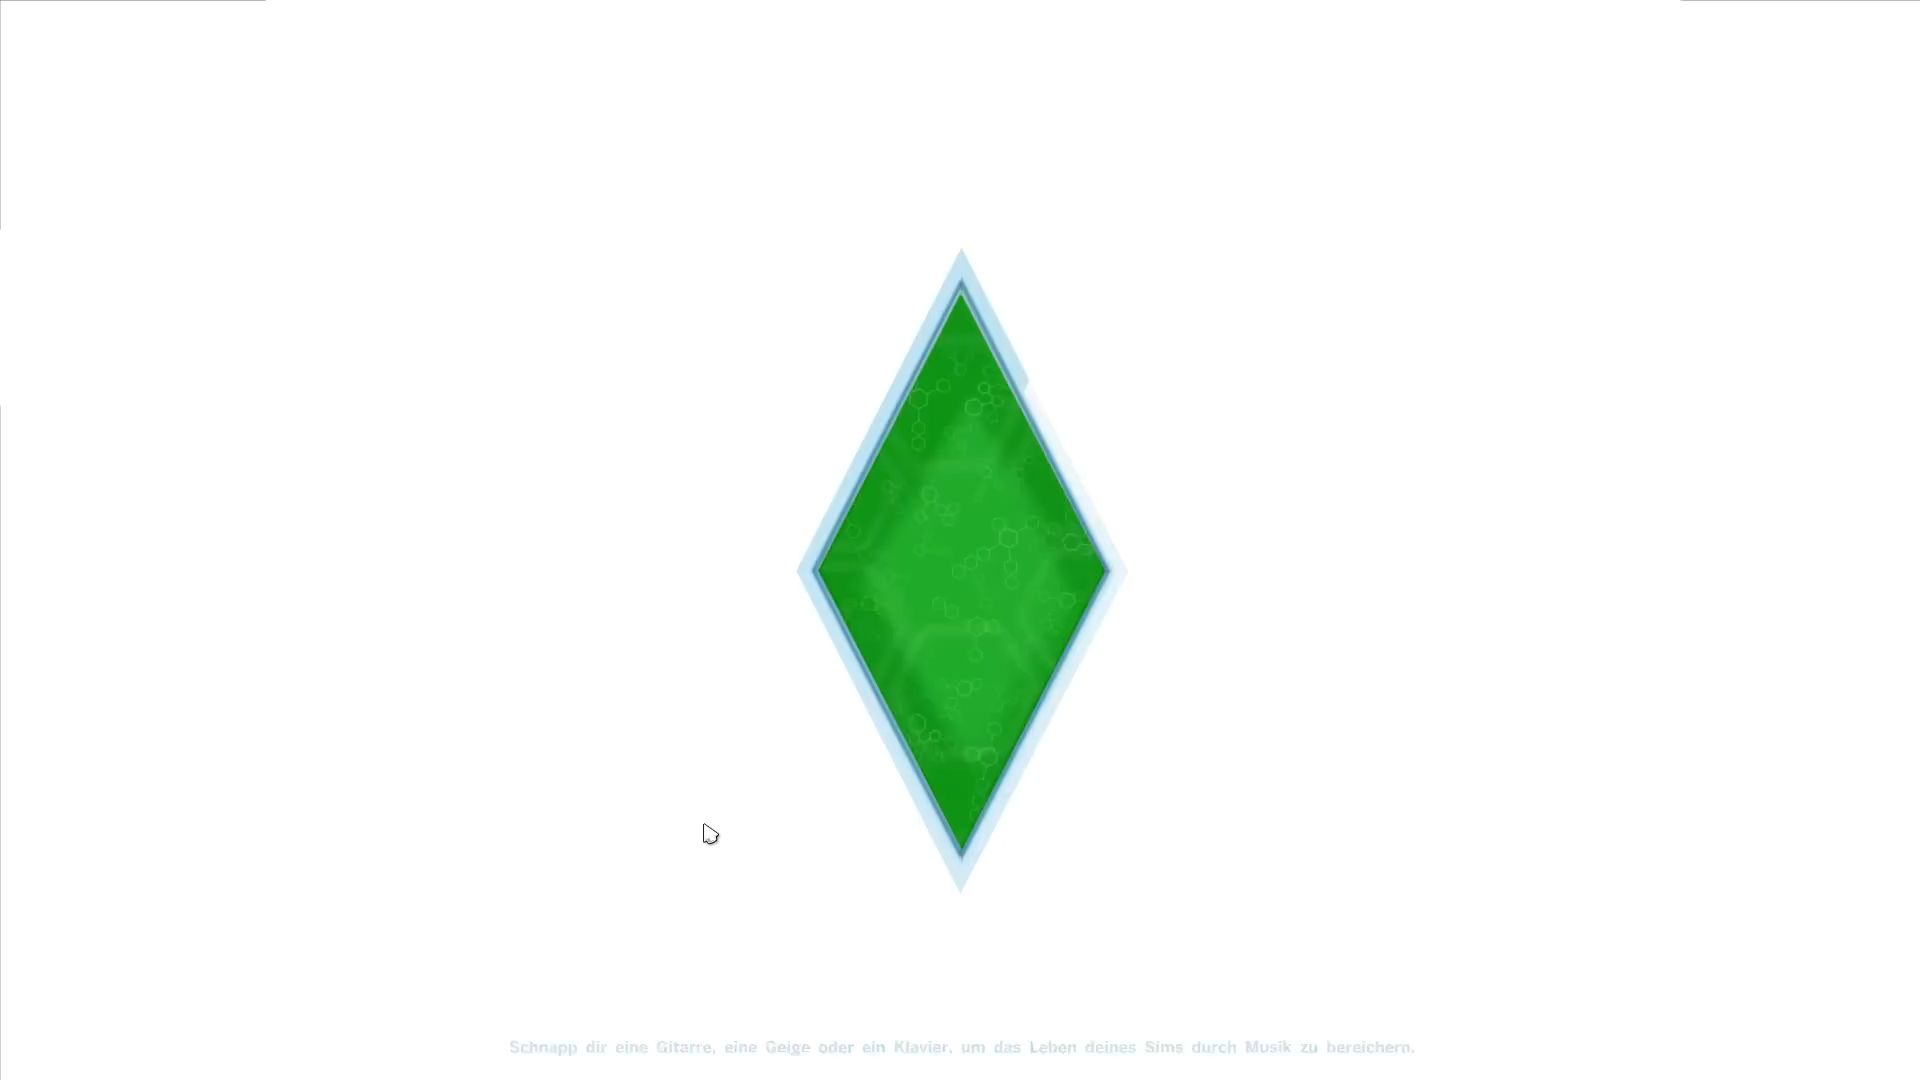 Schnapp dir eine Gitarre, eine Geige oder ein Klavier, um das Leben deines Sims durch Musik zu bereichern.